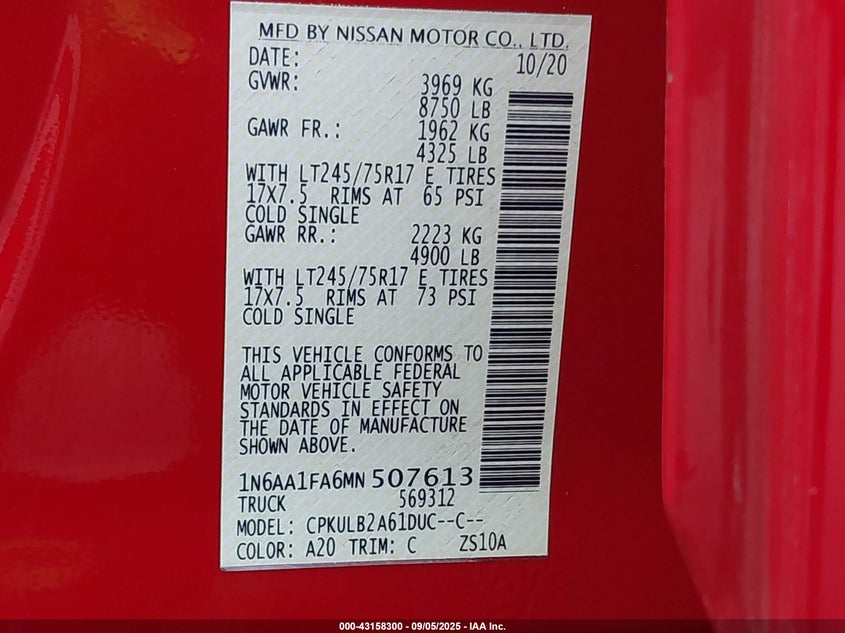 MFD BY NISSAN MOTOR CO., LTD.
DATE: 10/20
GVWR: 3969 KG
8750 LB
GAWR FR.: 1962 KG
4325 LB
WITH LT245/75R17 E TIRES
17X7.5 RIMS AT 65 PSI
COLD SINGLE
GAWR RR.: 2223 KG
4900 LB
WITH LT245/75R17 E TIRES
17X7.5 RIMS AT 73 PSI
COLD SINGLE
THIS VEHICLE CONFORMS TO
ALL APPLICABLE FEDERAL
MOTOR VEHICLE SAFETY
STANDARDS IN EFFECT ON
THE DATE OF MANUFACTURE
SHOWN ABOVE.
1N6AA1FA6MN507613
TRUCK 569312
MODEL: CPKULB2A61DUC--C--
COLOR: A20 TRIM: C ZS10A
000-43158300 - 09/05/2025 - IAA Inc.